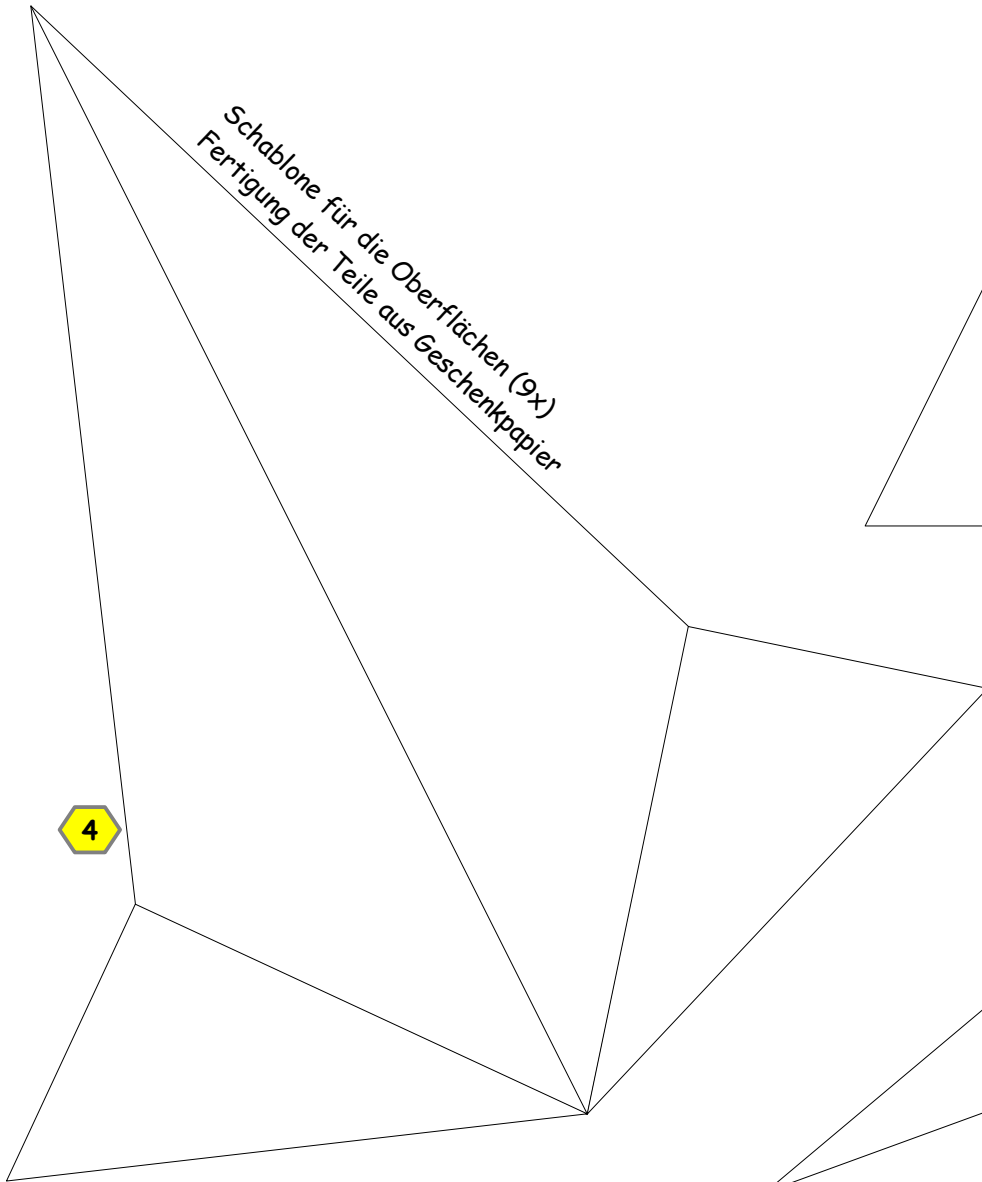 Schablone für die Oberflächen (9x)
Fertigung der Teile aus Geschenkpapier
4